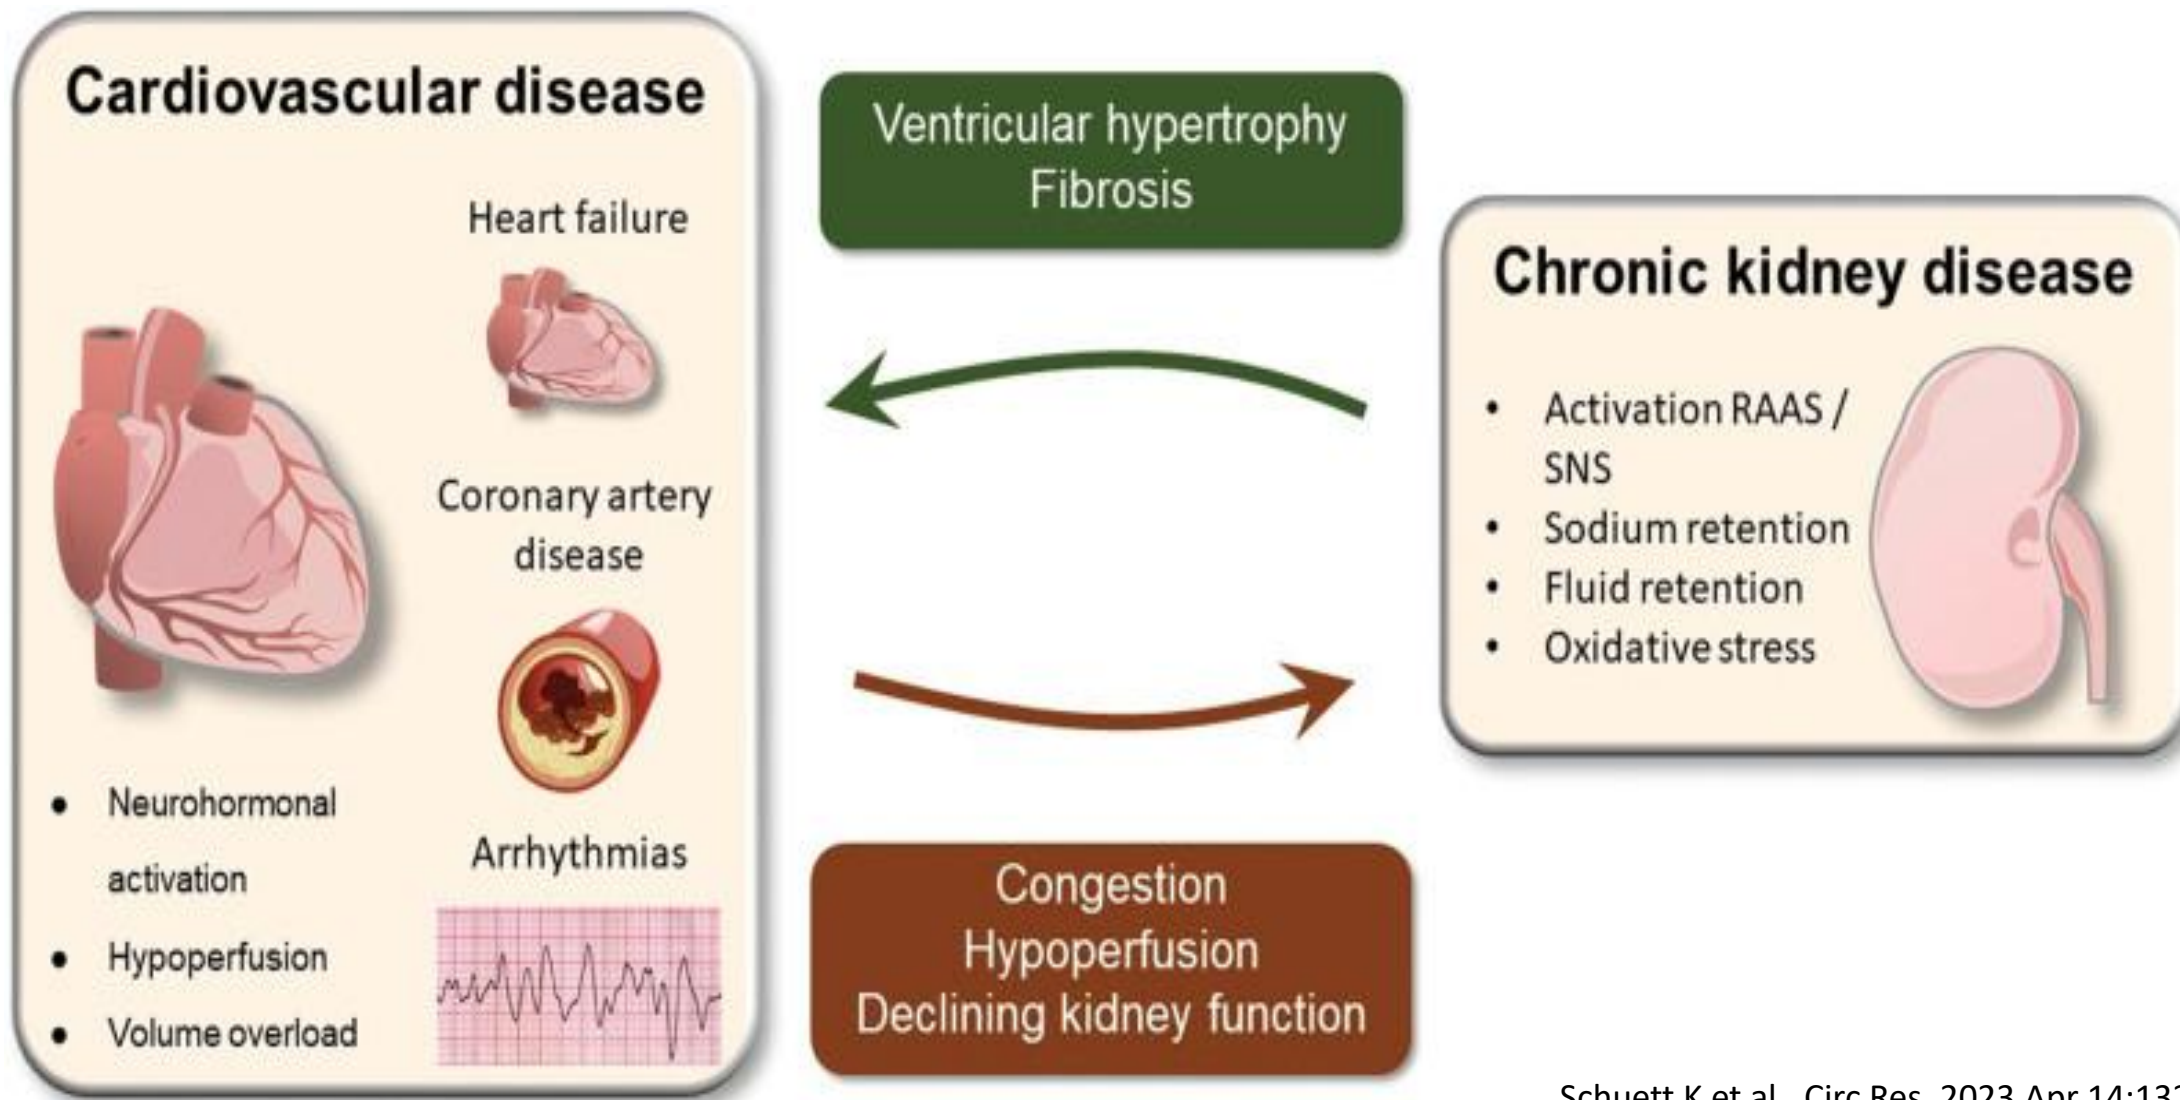 Cardiovascular disease
Heart failure
Coronary artery
disease
Arrhythmias
• Neurohormonal
activation
• Hypoperfusion
• Volume overload
Ventricular hypertrophy
Fibrosis
Congestion
Hypoperfusion
Declining kidney function
Chronic kidney disease
• Activation RAAS /
SNS
• Sodium retention
• Fluid retention
• Oxidative stress
Schuett K et al., Circ Res. 2023 Apr 14;132